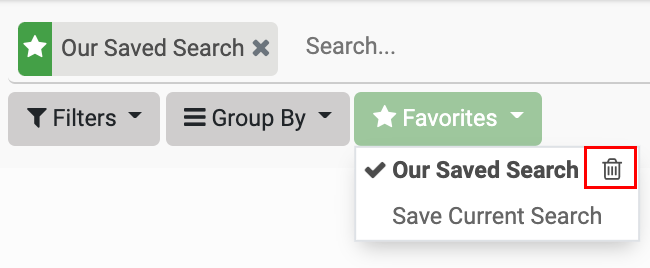 Our Saved Search
Search...
Filters
Group By
Favorites
Our Saved Search
Save Current Search